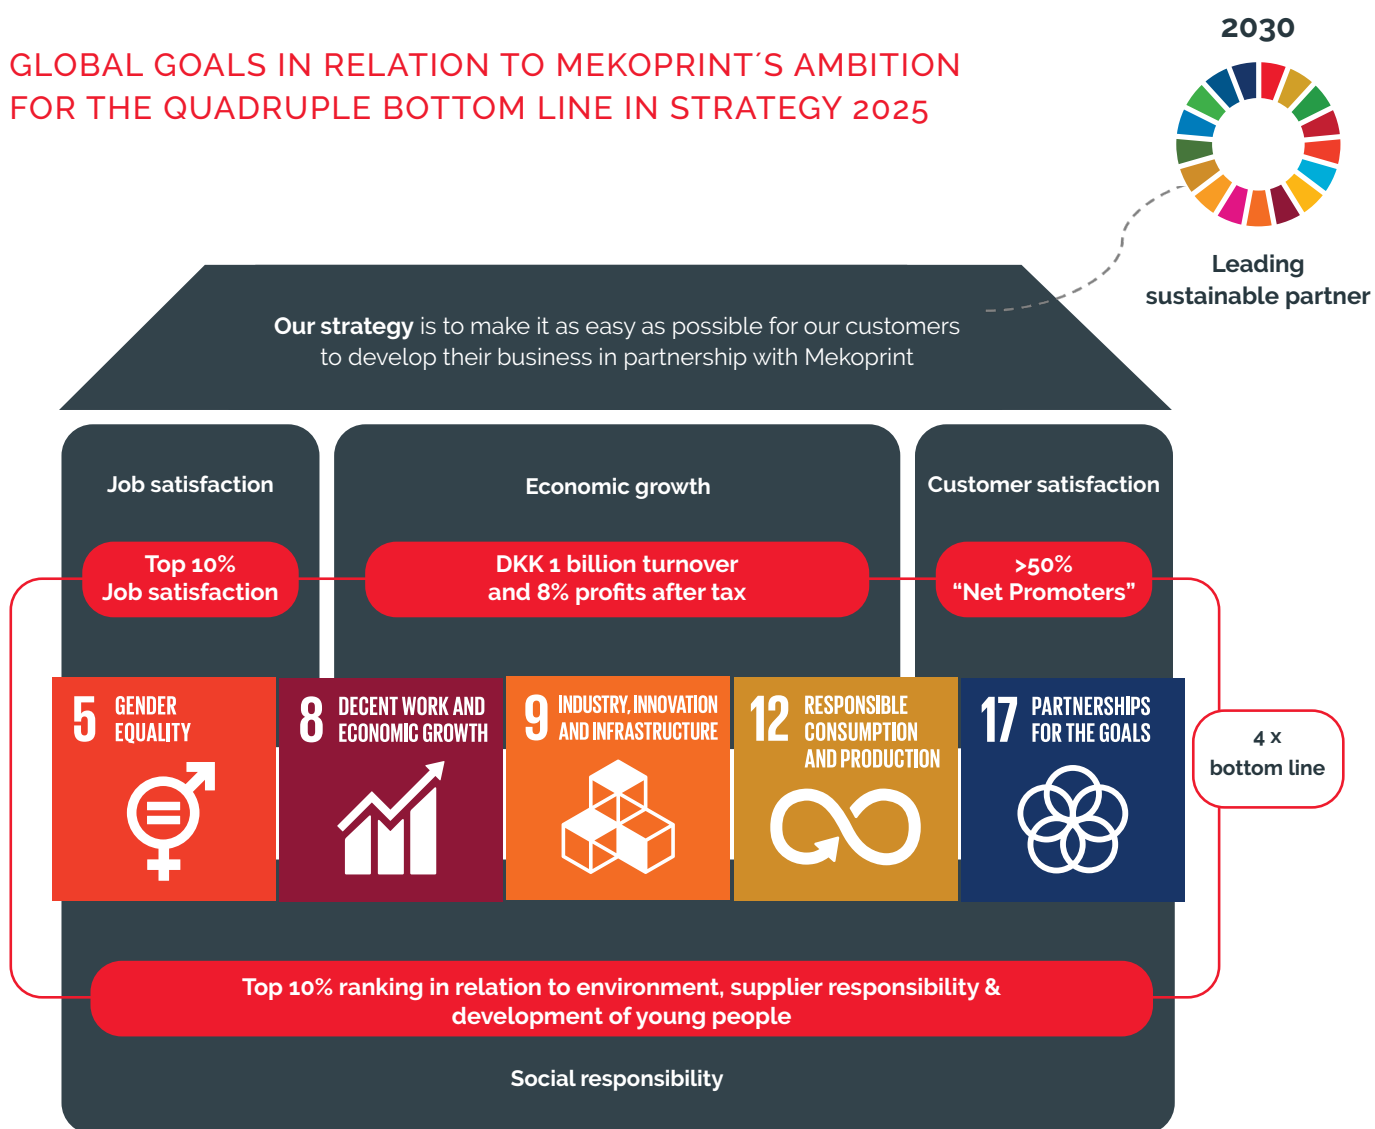 GLOBAL GOALS IN RELATION TO MEKOPRINT´S AMBITION
FOR THE QUADRUPLE BOTTOM LINE IN STRATEGY 2025
2030
Leading
sustainable partner
Our strategy is to make it as easy as possible for our customers
to develop their business in partnership with Mekoprint
Job satisfaction
Economic growth
Customer satisfaction
Top 10%
Job satisfaction
DKK 1 billion turnover
and 8% profits after tax
>50%
“Net Promoters”
5 GENDER
EQUALITY
8 DECENT WORK AND
ECONOMIC GROWTH
9 INDUSTRY, INNOVATION
AND INFRASTRUCTURE
12 RESPONSIBLE
CONSUMPTION
AND PRODUCTION
17 PARTNERSHIPS
FOR THE GOALS
4 x
bottom line
Top 10% ranking in relation to environment, supplier responsibility &
development of young people
Social responsibility